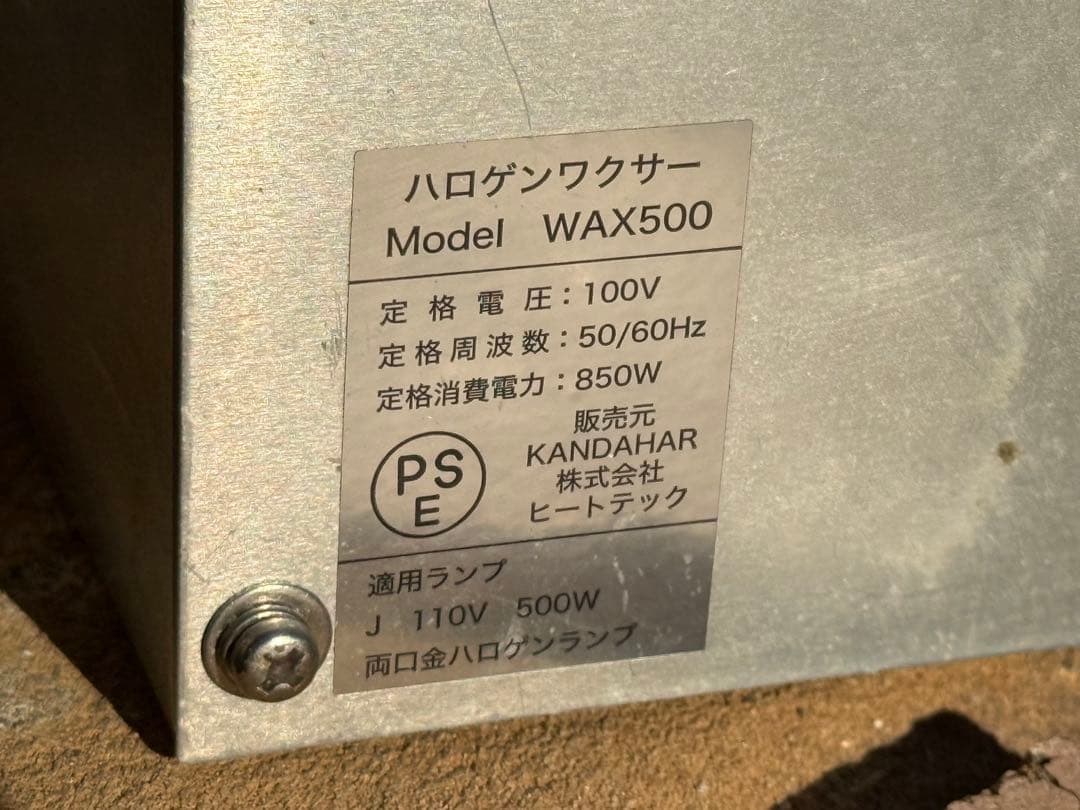 ハロゲンワクサー
Model WAX500
定格電圧：100V
定格周波数：50/60Hz
定格消費電力：850W
PSE
販売元
KANDAHAR
株式会社
ヒートテック
適用ランプ
J 110V 500W
両口金ハロゲンランプ